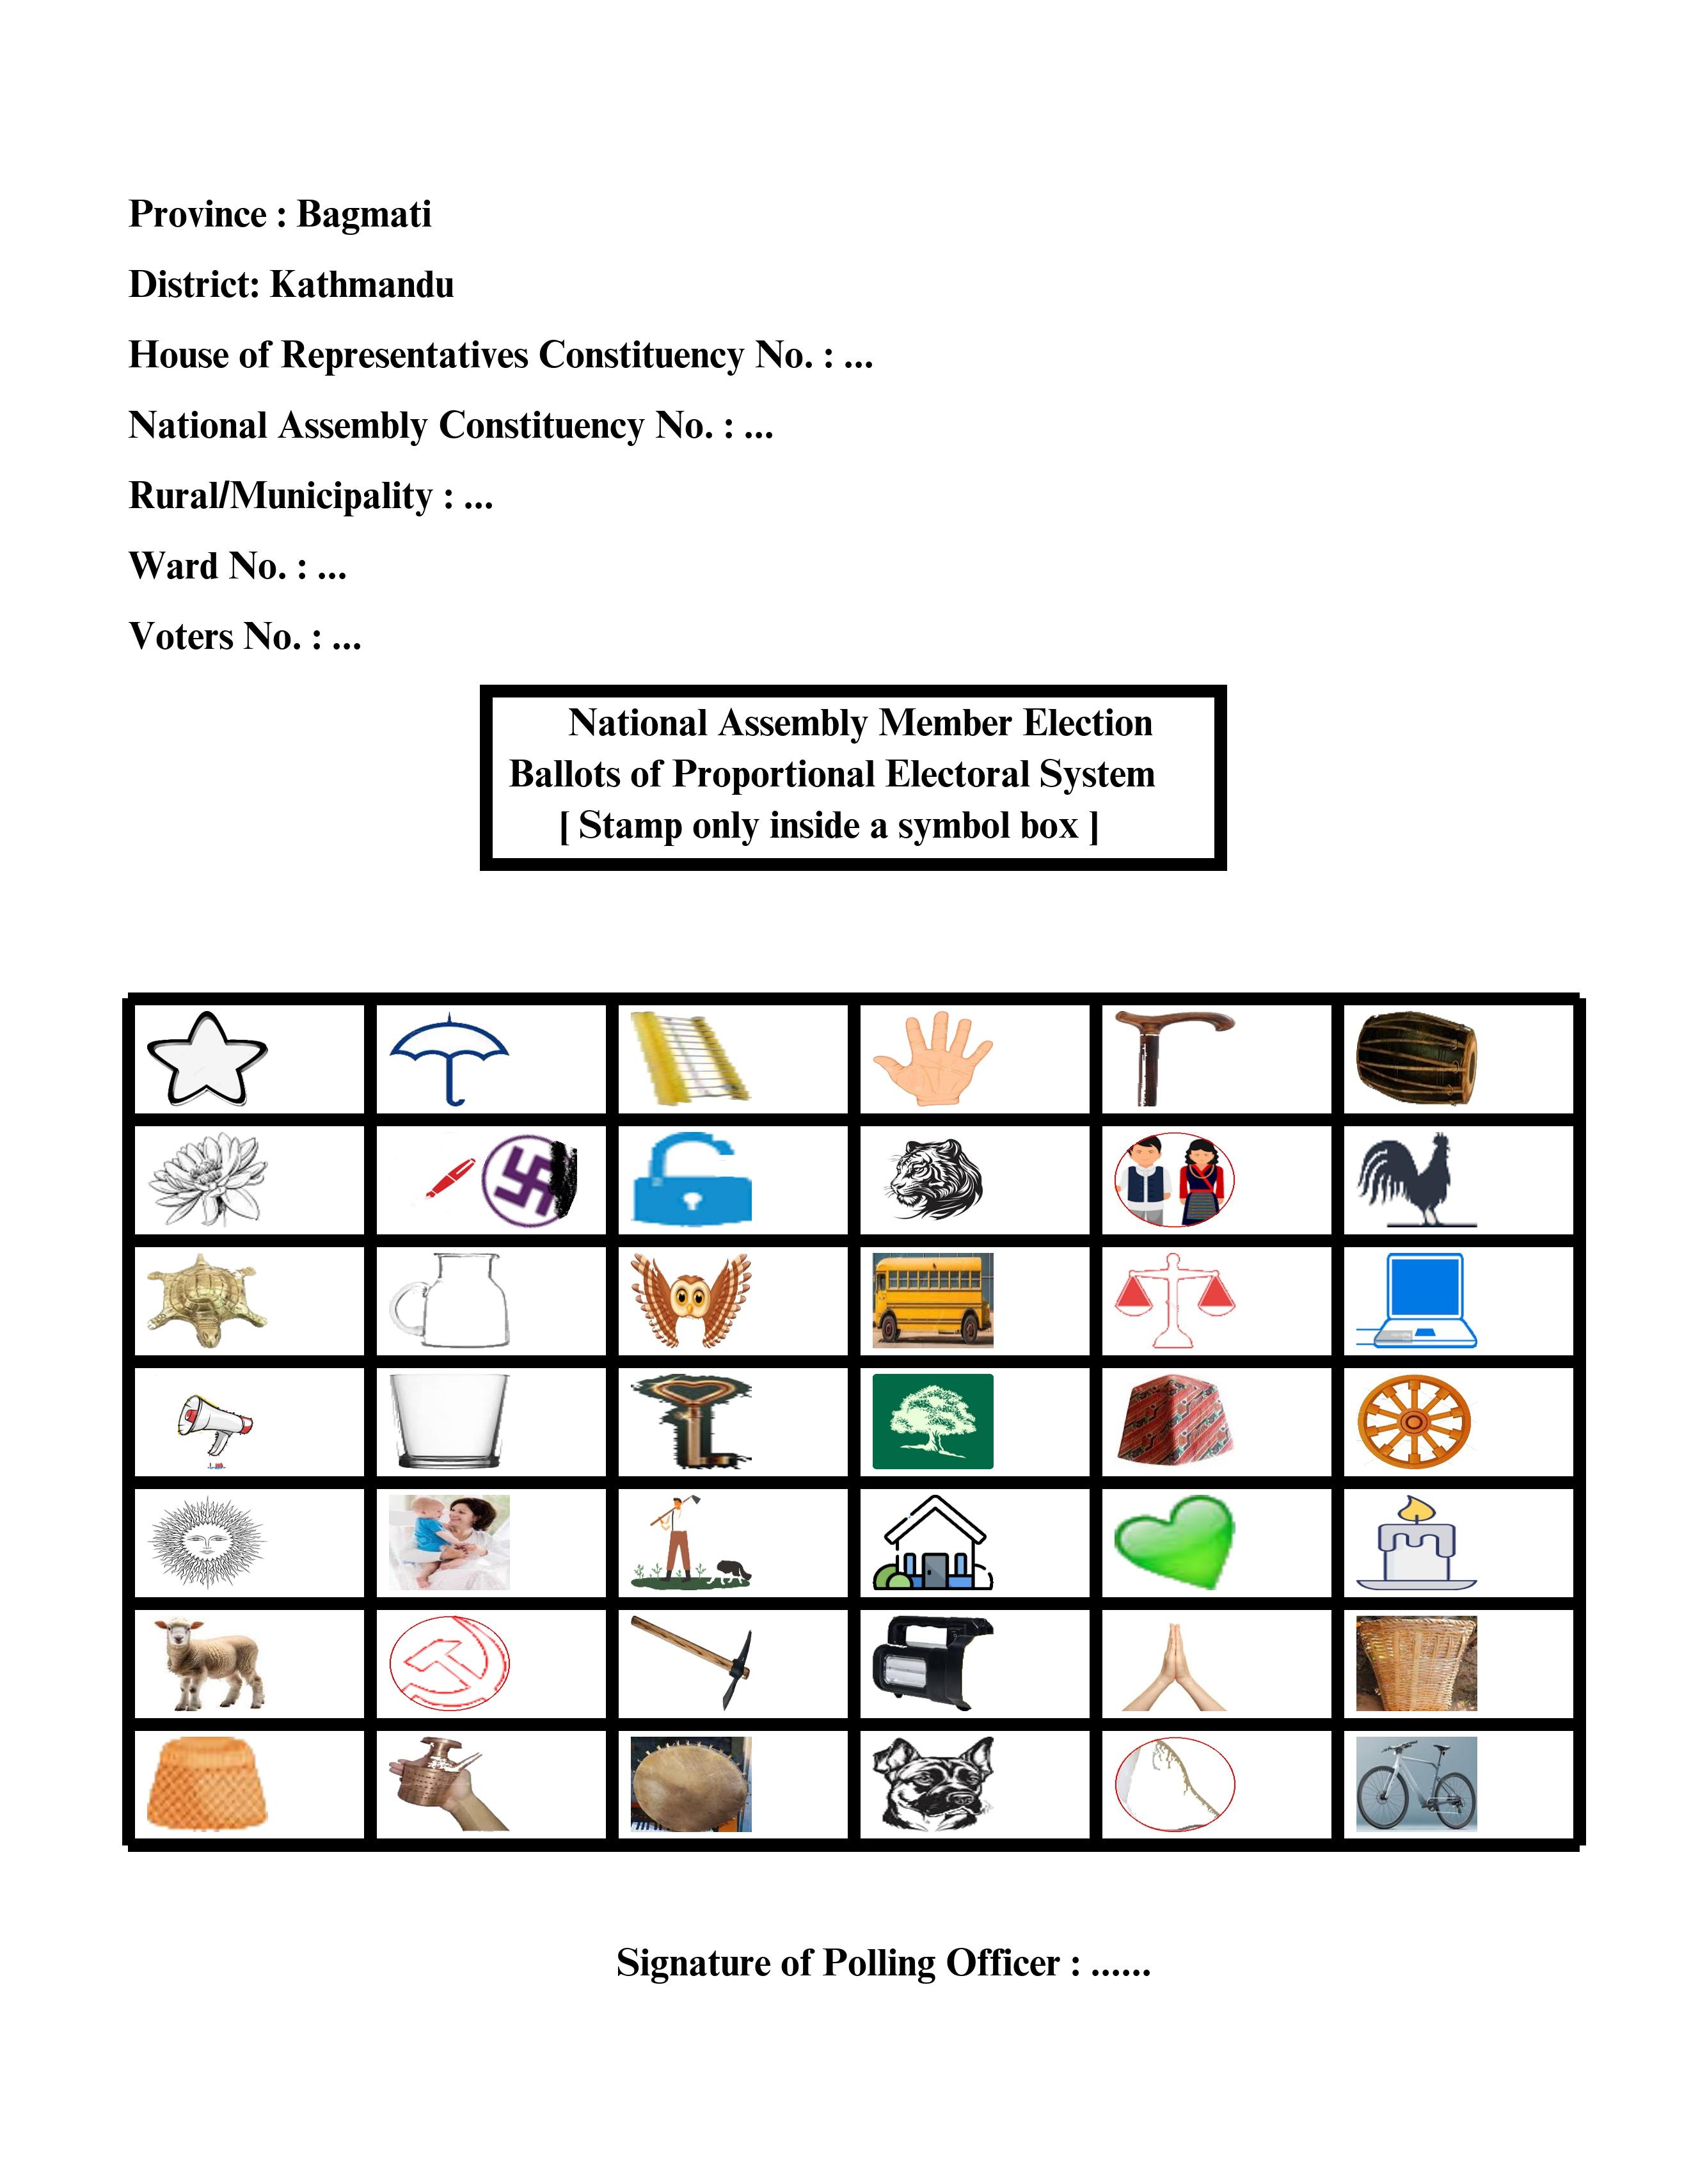 Province : Bagmati
District: Kathmandu
House of Representatives Constituency No. : ...
National Assembly Constituency No. : ...
Rural/Municipality : ...
Ward No. : ...
Voters No. : ...
National Assembly Member Election
Ballots of Proportional Electoral System
[ Stamp only inside a symbol box ]
Signature of Polling Officer : ......